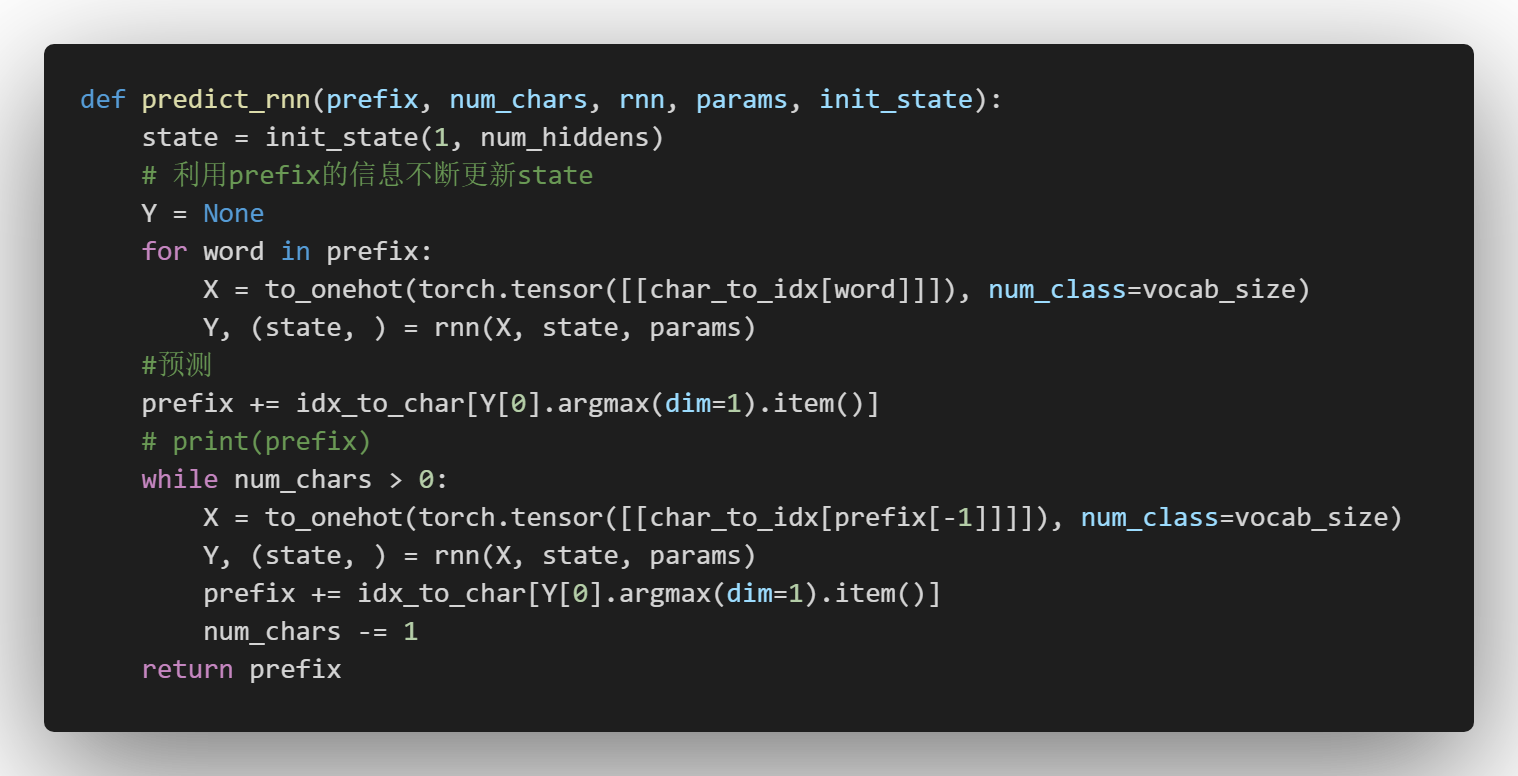 def predict_rnn(prefix, num_chars, rnn, params, init_state):
    state = init_state(1, num_hiddens)
    # 利用prefix的信息不断更新state
    Y = None
    for word in prefix:
        X = to_onehot(torch.tensor([[char_to_idx[word]]]), num_class=vocab_size)
        Y, (state, ) = rnn(X, state, params)
    #预测
    prefix += idx_to_char[Y[0].argmax(dim=1).item()]
    # print(prefix)
    while num_chars > 0:
        X = to_onehot(torch.tensor([[char_to_idx[prefix[-1]]]]), num_class=vocab_size)
        Y, (state, ) = rnn(X, state, params)
        prefix += idx_to_char[Y[0].argmax(dim=1).item()]
        num_chars -= 1
    return prefix